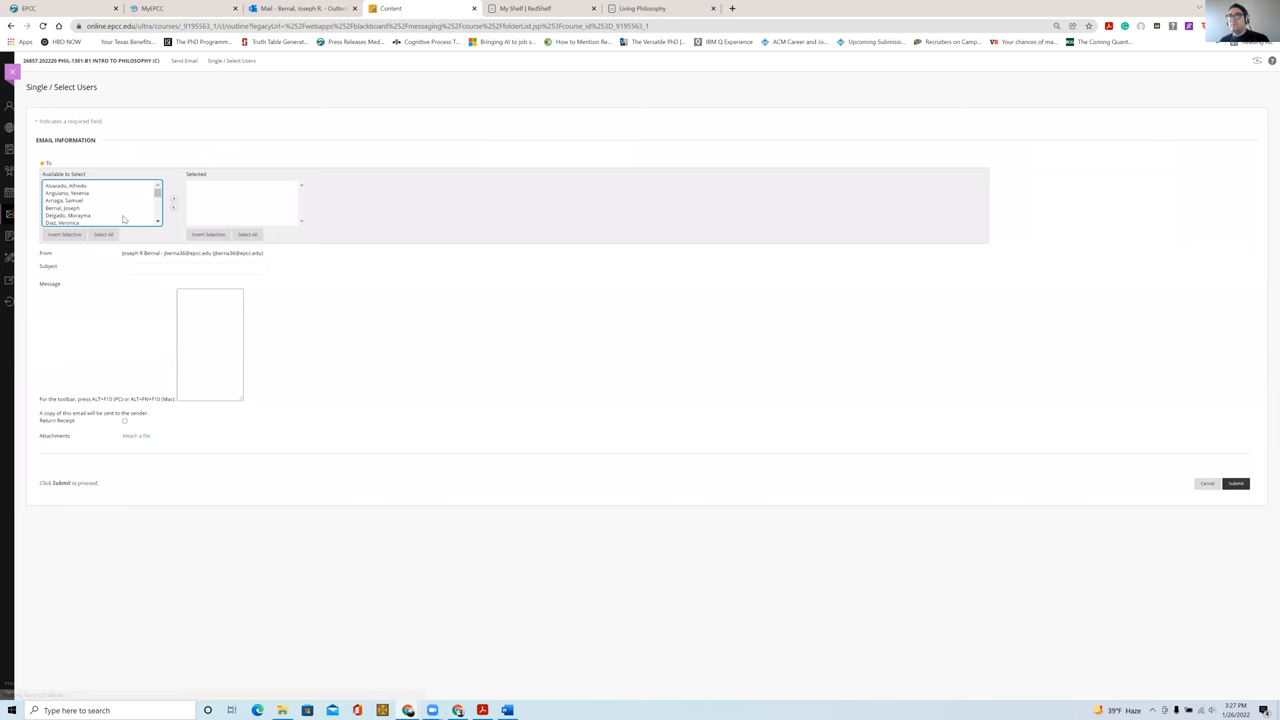 EPCC
MyEPCC
Mail - Bernal, Joseph R. - Outloo
Content
My Shelf | RedShelf
Living Philosophy
online.epcc.edu/ultra/courses/_9195563_1/cl/outline?legacyUrl=%252Fwebapps%252Fblackboard%252Fmessaging%252Fcourse%252FfolderList.jsp%253Fcourse_id%253D_9195563_1
Apps
HBO NOW
Your Texas Benefits...
The PhD Programm...
Truth Table Generat...
Press Releases Med...
Cognitive Process T...
Bringing AI to job s...
How to Mention Re...
The Versatile PhD |...
IBM Q Experience
ACM Career and Jo...
Upcoming Submissi...
Recruiters on Camp...
Your chances of ma...
The Coming Quant...
26857.202220 PHIL-1301-B1 INTRO TO PHILOSOPHY (C)
Send Email
Single / Select Users
Single / Select Users
* Indicates a required field.
EMAIL INFORMATION
To
Available to Select
Selected
Alvarado, Alfredo
Anguiano, Yesenia
Arriaga, Samuel
Bernal, Joseph
Delgado, Morayma
Diaz, Veronica
Invert Selection
Select All
Invert Selection
Select All
From
Joseph R Bernal - jberna36@epcc.edu (jberna36@epcc.edu)
Subject
Message
For the toolbar, press ALT+F10 (PC) or ALT+FN+F10 (Mac).
A copy of this email will be sent to the sender.
Return Receipt
Attachments
Attach a file
Click Submit to proceed.
Cancel
Submit
Type here to search
39°F Haze
3:27 PM
1/26/2022